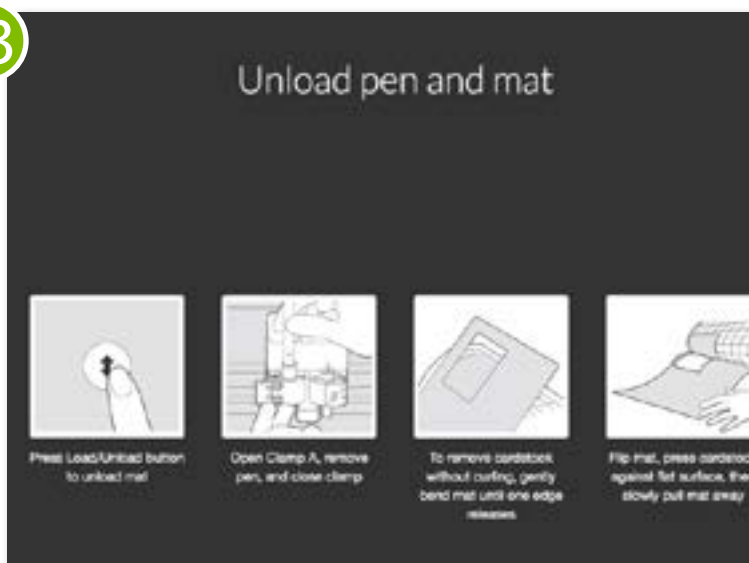 3
Unload pen and mat
Press Load/Unload button
to unload mat
Open Clamp A, remove
pen, and close clamp
To remove cardstock
without curling, gently
bend mat until one edge
releases.
Flip mat, press cardstoc
against flat surface, the
slowly pull mat away